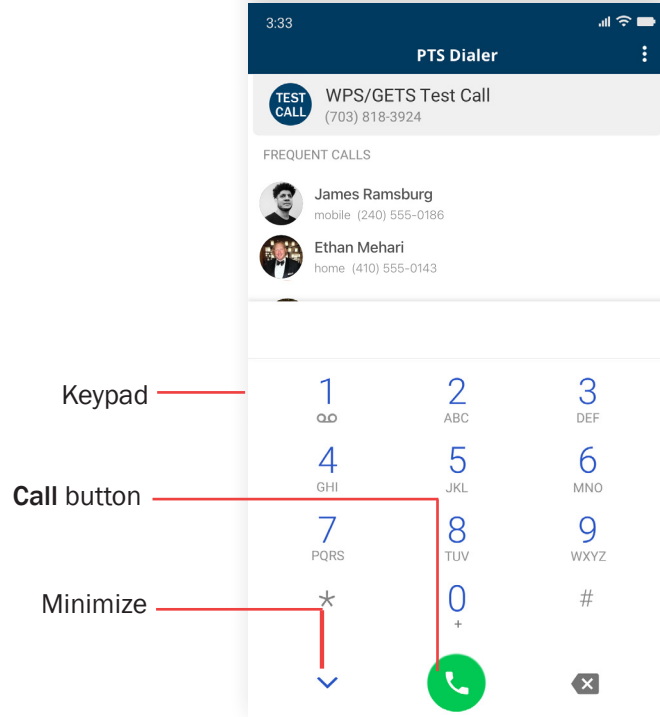 3:33
PTS Dialer
TEST
CALL
WPS/GETS Test Call
(703) 818-3924
FREQUENT CALLS
James Ramsburg
mobile (240) 555-0186
Ethan Mehari
home (410) 555-0143
Keypad
1 2 3
ABC DEF
4 5 6
GHI JKL MNO
Call button
7 8 9
PQRS TUV WXYZ
Minimize
* 0 #
+